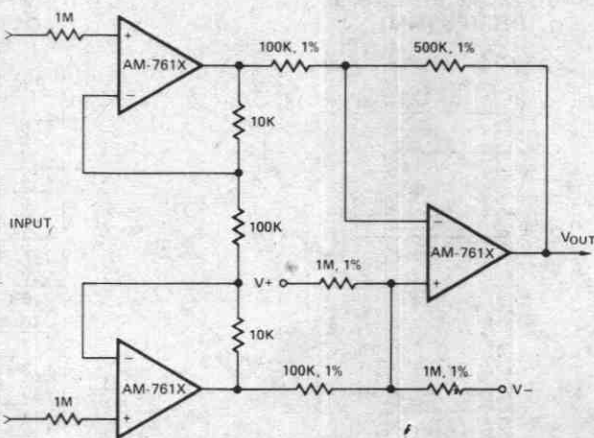 1M
+
AM-761X
−
100K, 1%
500K, 1%
10K
INPUT
100K
−
AM-761X
+
VOUT
V+
1M, 1%
10K
−
AM-761X
+
1M
100K, 1%
1M, 1%
V−